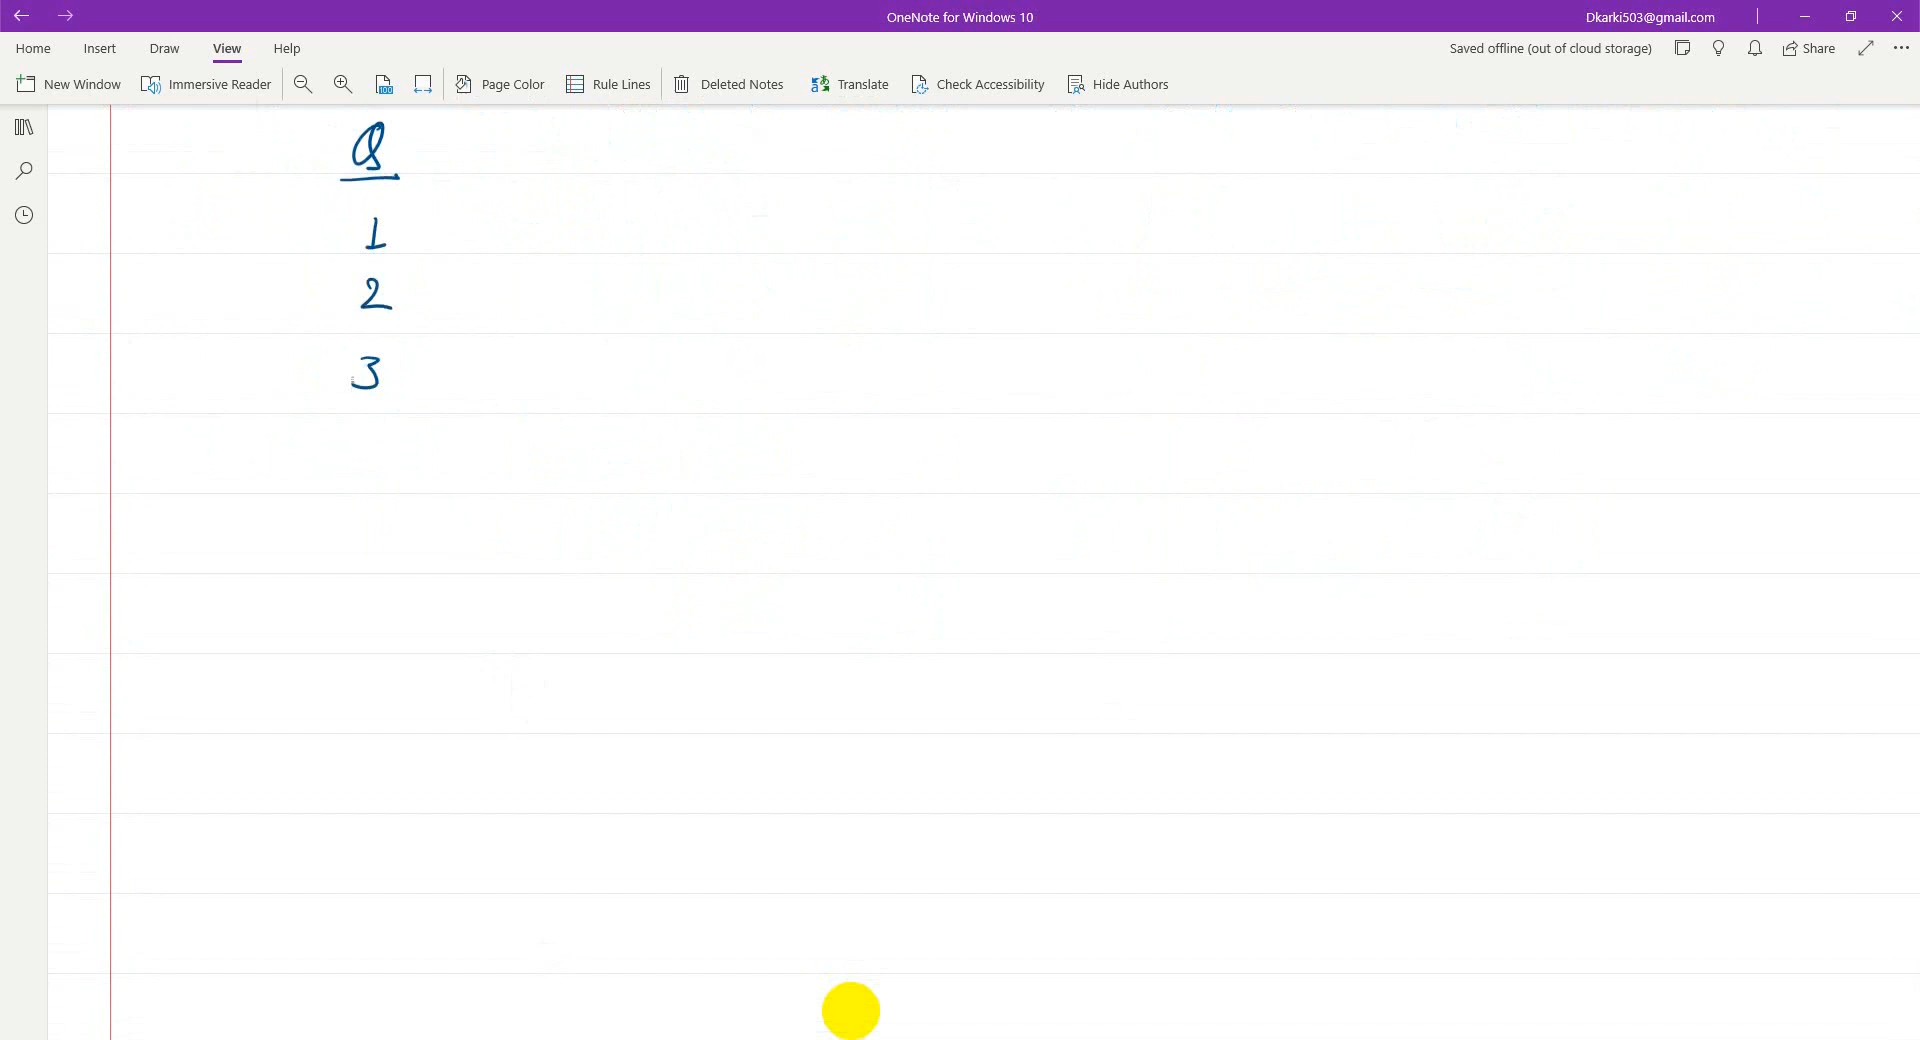 OneNote for Windows 10
Dkarki503@gmail.com
Home Insert Draw View Help
Saved offline (out of cloud storage) Share
New Window Immersive Reader 100 Page Color Rule Lines Deleted Notes Translate Check Accessibility Hide Authors
Q
1
2
3